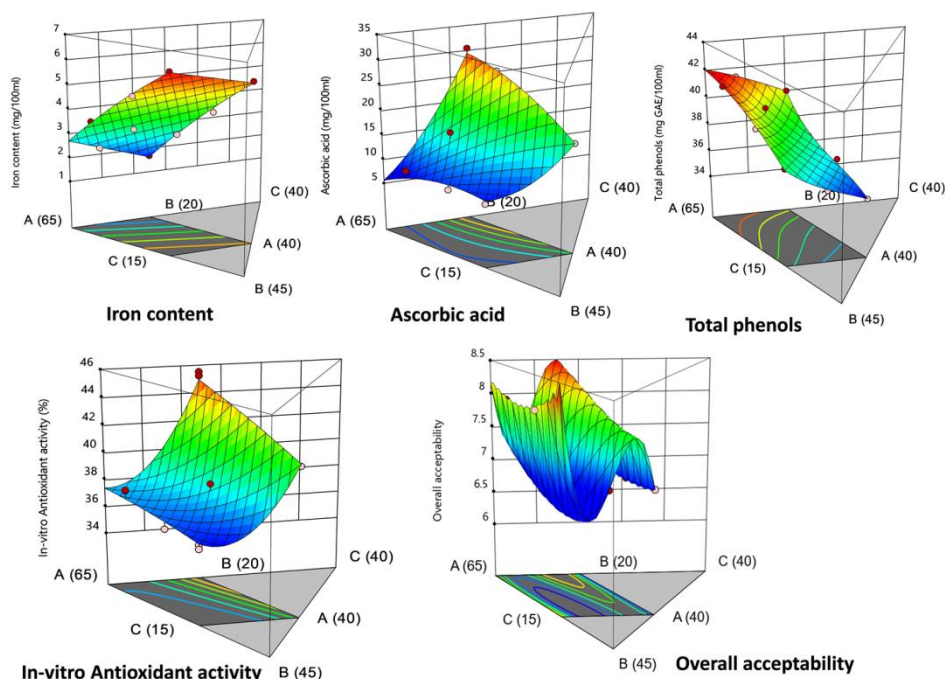 7
6
5
4
3
2
1
Iron content (mg/100ml)
A (65)
B (20)
C (40)
C (15)
A (40)
B (45)
Iron content
35
30
25
20
15
10
5
Ascorbic acid (mg/100ml)
A (65)
B (20)
C (40)
C (15)
A (40)
B (45)
Ascorbic acid
44
42
40
38
36
34
Total phenols (mg GAE/100ml)
A (65)
B (20)
C (40)
C (15)
A (40)
B (45)
Total phenols
46
44
42
40
38
36
34
In-vitro Antioxidant activity (%)
A (65)
B (20)
C (40)
C (15)
A (40)
B (45)
In-vitro Antioxidant activity
8.5
8
7.5
7
6.5
6
Overall acceptability
A (65)
B (20)
C (40)
C (15)
A (40)
B (45)
Overall acceptability